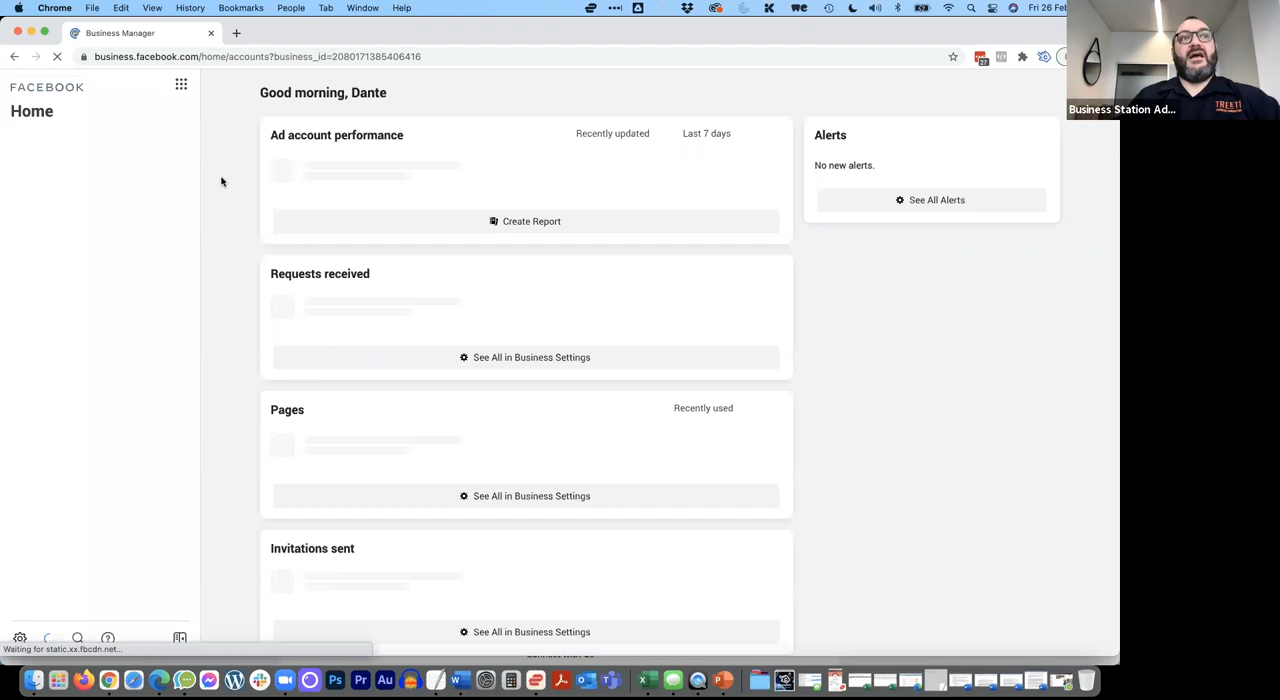 Chrome File Edit View History Bookmarks People Tab Window Help Fri 26 Feb
Business Manager
business.facebook.com/home/accounts?business_id=2080171385406416
27
Business Station Ad...
FACEBOOK
Home
Good morning, Dante
Ad account performance Recently updated Last 7 days
Create Report
Alerts
No new alerts.
See All Alerts
Requests received
See All in Business Settings
Pages Recently used
See All in Business Settings
Invitations sent
See All in Business Settings
Waiting for static.xx.fbcdn.net...